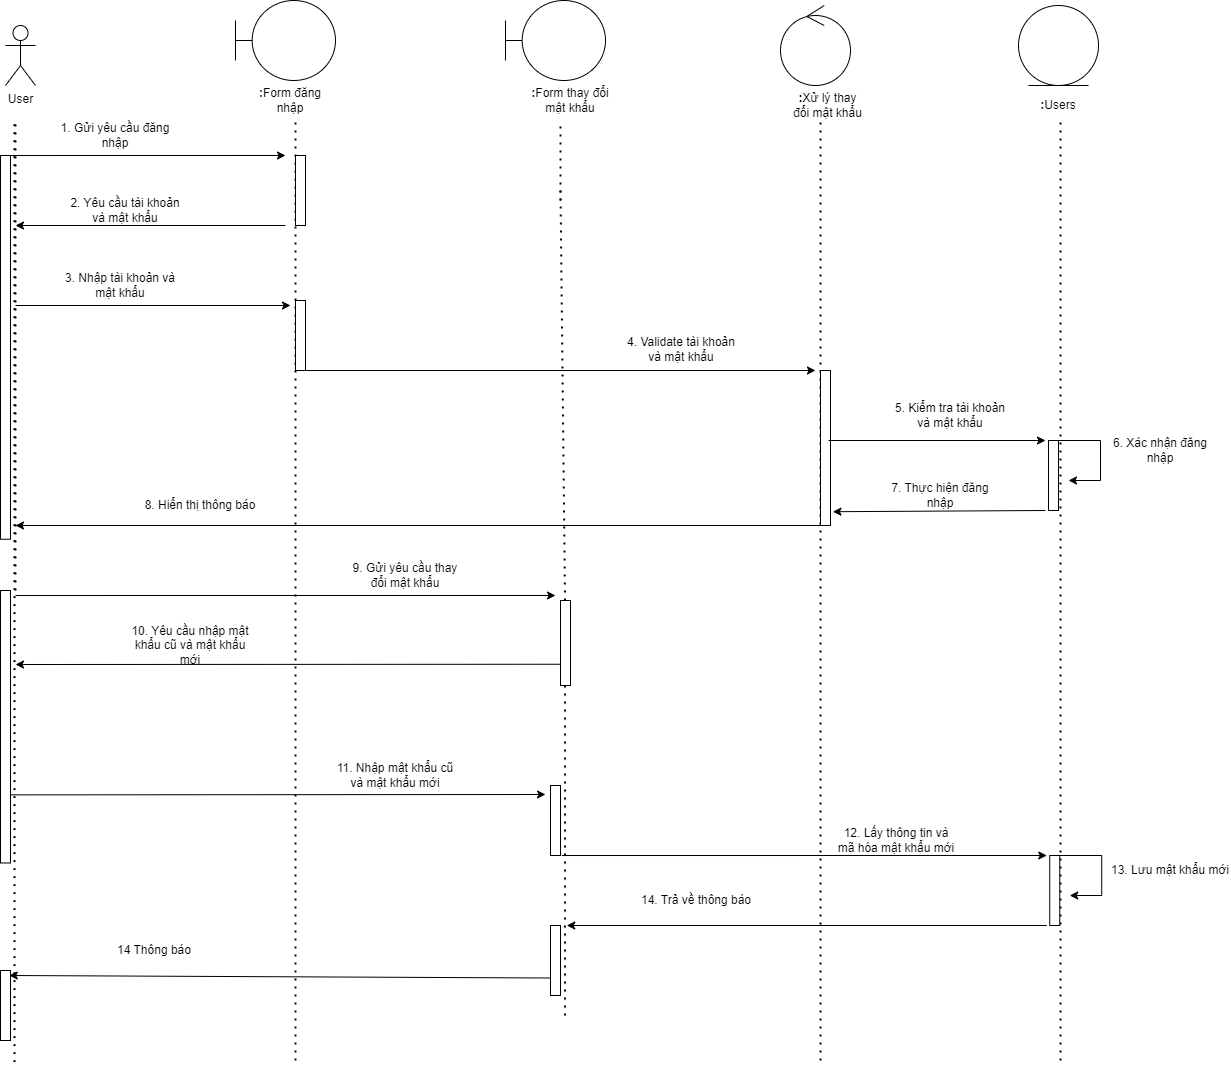 User
:Form đăng
nhập
:Form thay đổi
mật khẩu
:Xử lý thay
đổi mật khẩu
:Users
1. Gửi yêu cầu đăng
nhập
2. Yêu cầu tài khoản
và mật khẩu
3. Nhập tài khoản và
mật khẩu
4. Validate tài khoản
và mật khẩu
5. Kiểm tra tài khoản
và mật khẩu
6. Xác nhận đăng
nhập
7. Thực hiện đăng
nhập
8. Hiển thị thông báo
9. Gửi yêu cầu thay
đổi mật khẩu
10. Yêu cầu nhập mật
khẩu cũ và mật khẩu
mới
11. Nhập mật khẩu cũ
và mật khẩu mới
12. Lấy thông tin và
mã hóa mật khẩu mới
13. Lưu mật khẩu mới
14. Trả về thông báo
14 Thông báo